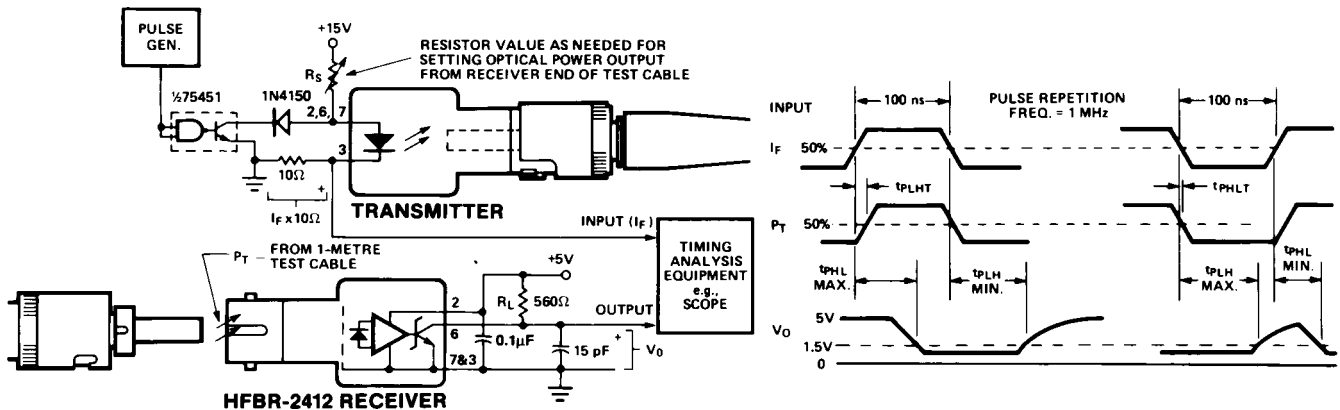 PULSE
GEN.
+15V
RESISTOR VALUE AS NEEDED FOR
SETTING OPTICAL POWER OUTPUT
FROM RECEIVER END OF TEST CABLE
RS
½75451
1N4150
2,6,
7
3
10Ω
+
IF x 10Ω
TRANSMITTER
INPUT (IF)
TIMING
ANALYSIS
EQUIPMENT
e.g.,
SCOPE
PT
FROM 1-METRE
TEST CABLE
+5V
2
RL
560Ω
OUTPUT
6
0.1µF
7&3
15 pF
+
VO
HFBR-2412 RECEIVER
INPUT
100 ns
PULSE REPETITION
FREQ. = 1 MHz
100 ns
IF 50%
tPLHT
tPHLT
PT 50%
tPHL
MAX.
tPLH
MIN.
tPLH
MAX.
tPHL
MIN.
5V
VO
1.5V
0